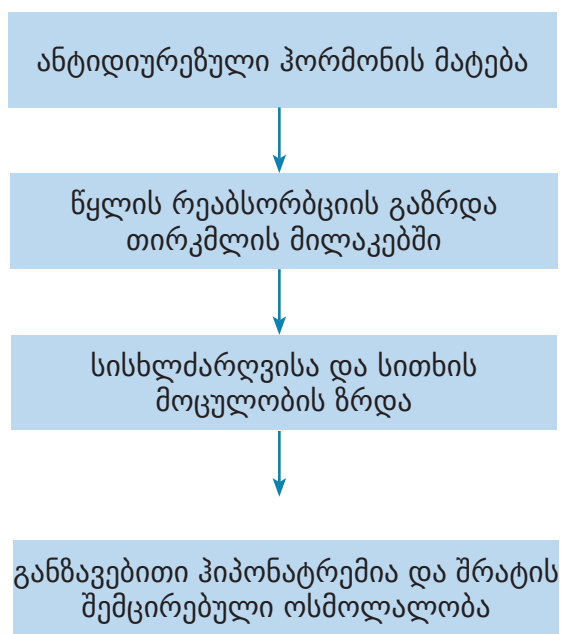 ანტიდიურეზული ჰორმონის მატება
წყლის რეაბსორბციის გაზრდა
თირკმლის მილაკებში
სისხლძარღვისა და სითხის
მოცულობის ზრდა
განზავებითი ჰიპონატრემია და შრატის
შემცირებული ოსმოლალობა